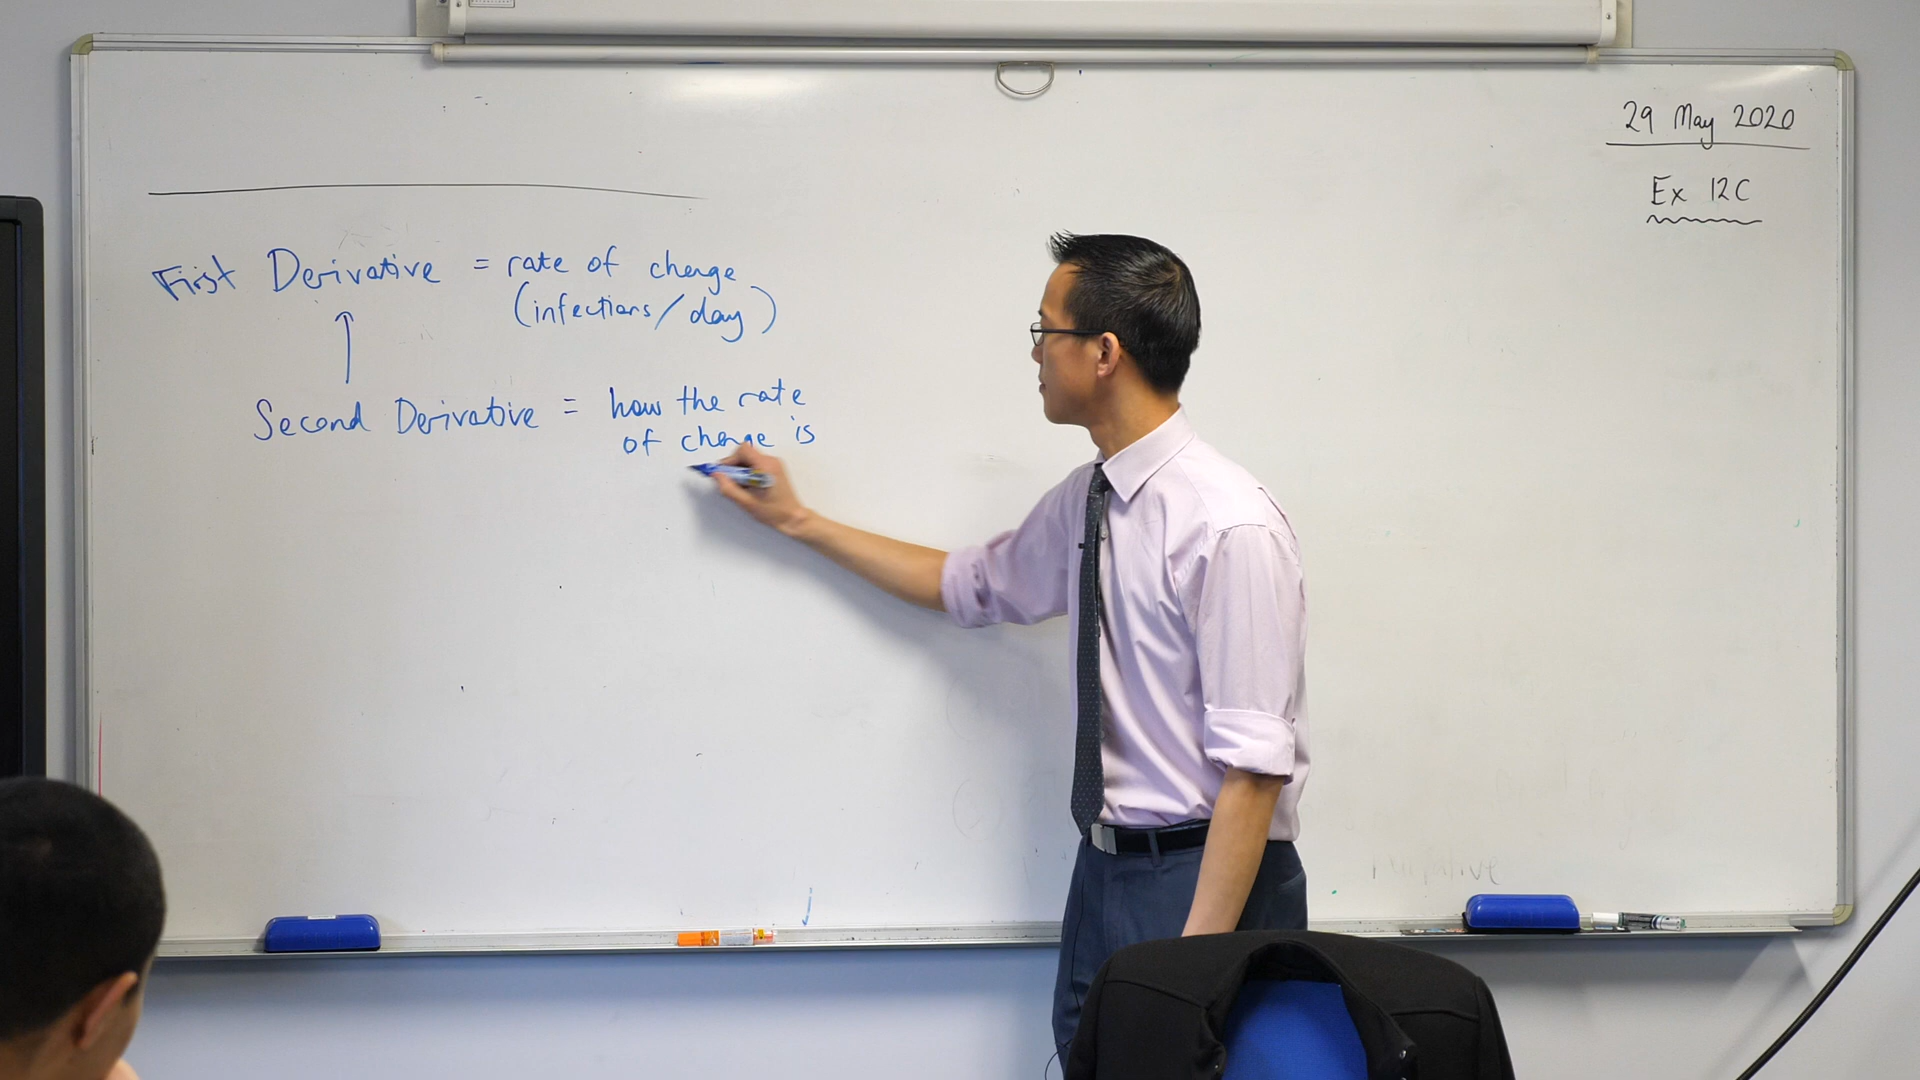 29 May 2020
Ex 12C
First Derivative = rate of change
(infections/day)
Second Derivative = how the rate
of change is